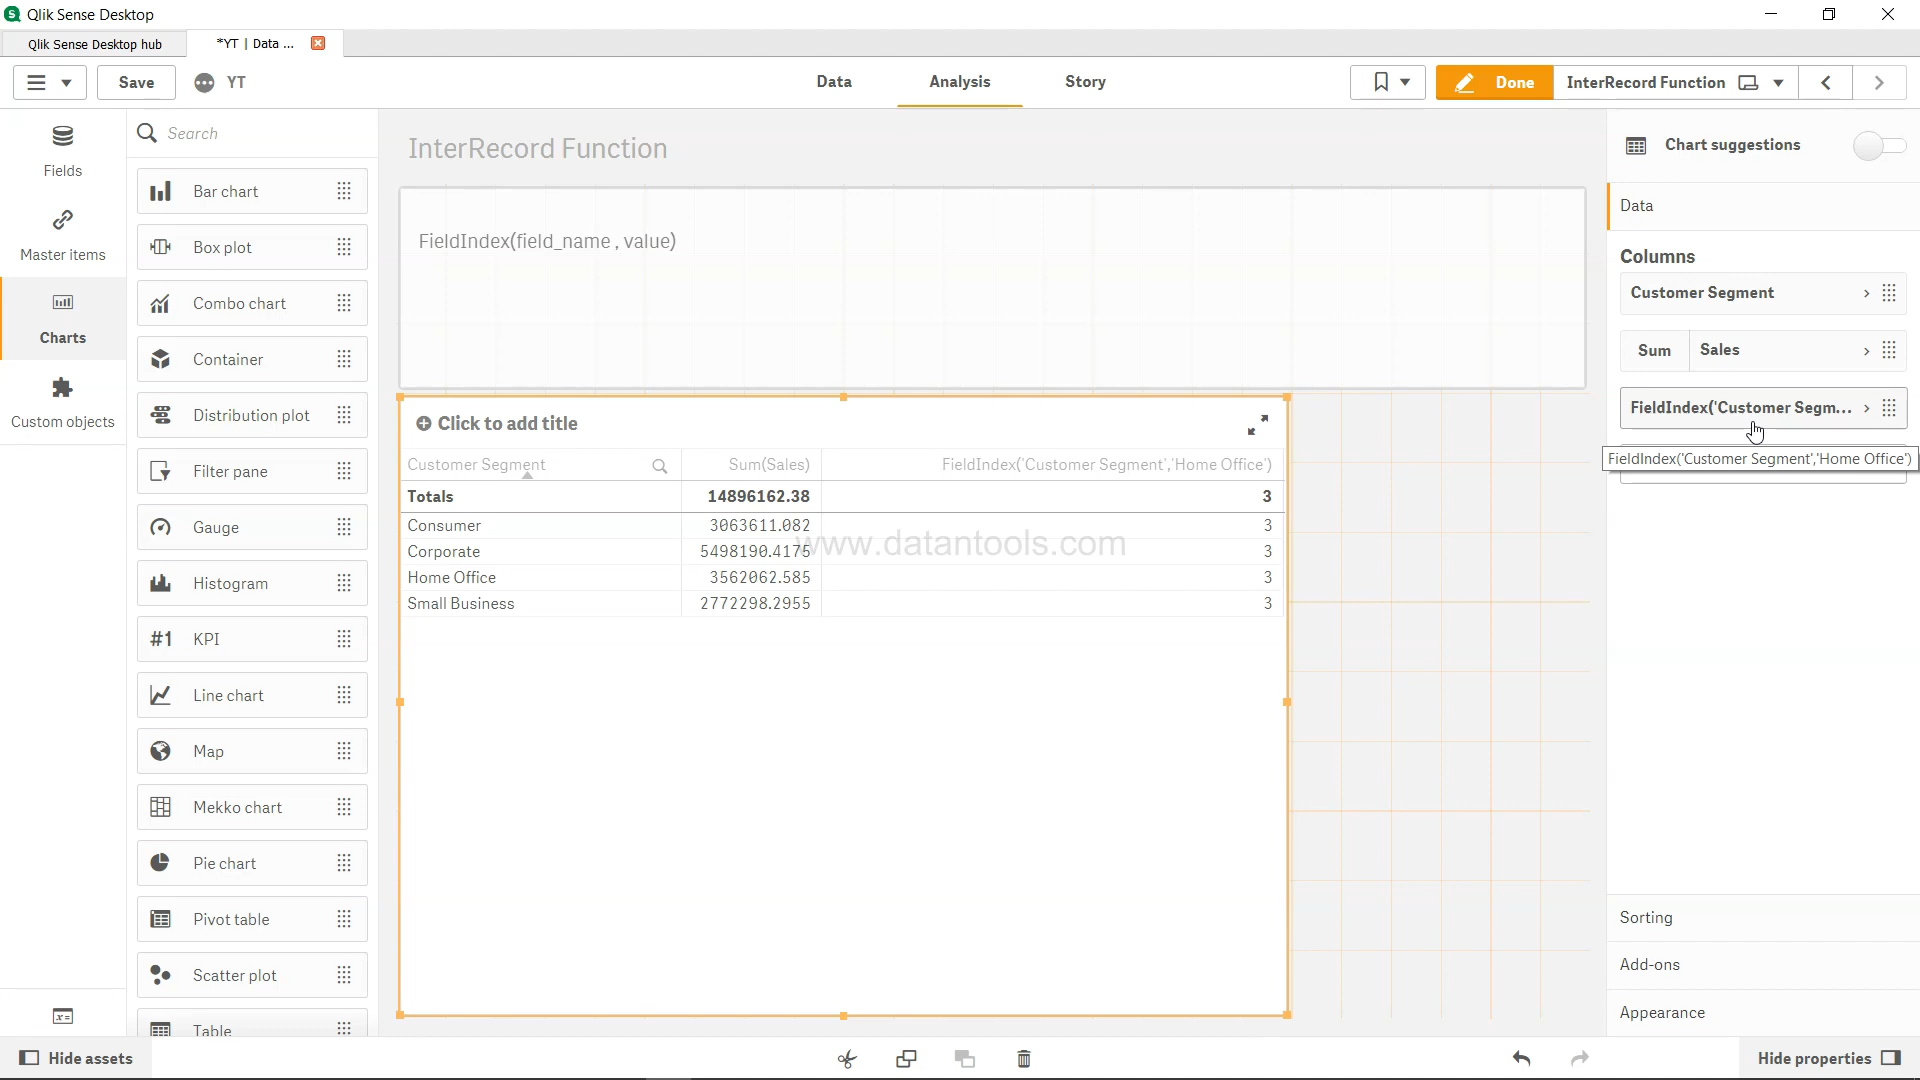 Qlik Sense Desktop
Qlik Sense Desktop hub
*YT | Data ...
Save
YT
Data
Analysis
Story
Done
InterRecord Function
Fields
Master items
Charts
Custom objects
Search
Bar chart
Box plot
Combo chart
Container
Distribution plot
Filter pane
Gauge
Histogram
#1 KPI
Line chart
Map
Mekko chart
Pie chart
Pivot table
Scatter plot
Table
InterRecord Function
FieldIndex(field_name , value)
Click to add title
Customer Segment Sum(Sales) FieldIndex('Customer Segment','Home Office')
Totals 14896162.38 3
Consumer 3063611.082 3
Corporate 5498190.4175 3
Home Office 3562062.585 3
Small Business 2772298.2955 3
www.datantools.com
Chart suggestions
Data
Columns
Customer Segment
Sum Sales
FieldIndex('Customer Segm...
FieldIndex('Customer Segment','Home Office')
Sorting
Add-ons
Appearance
Hide assets
Hide properties